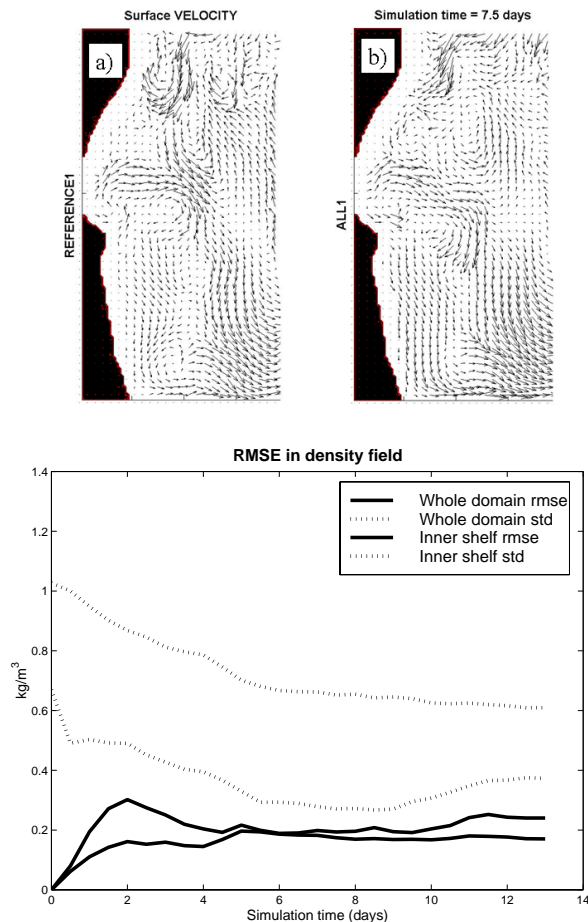 Surface VELOCITY
Simulation time = 7.5 days
a)
b)
REFERENCE1
ALL1
RMSE in density field
1.4
1.2
1
0.8
0.6
0.4
0.2
0
kg/m³
Whole domain rmse
Whole domain std
Inner shelf rmse
Inner shelf std
0 2 4 6 8 10 12 14
Simulation time (days)